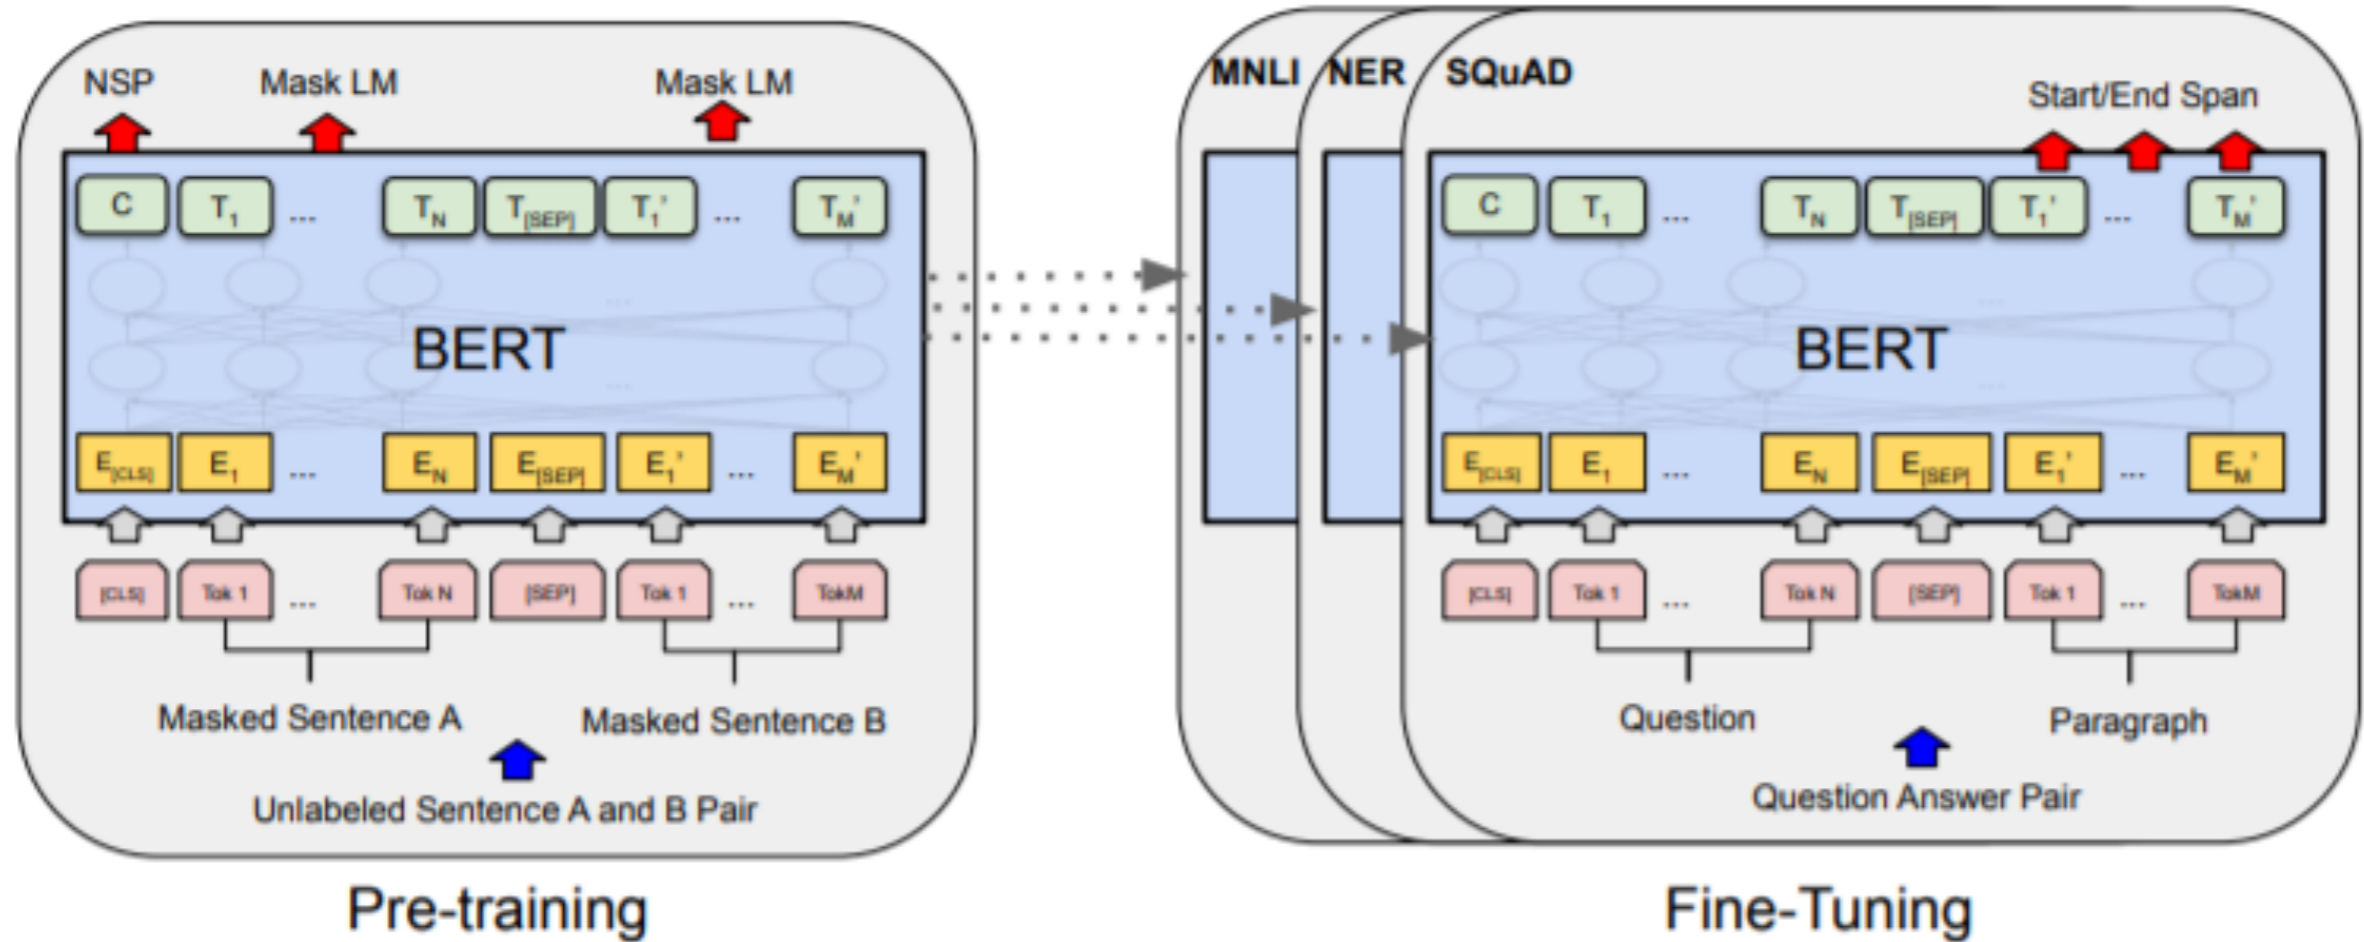 NSP Mask LM Mask LM
C T1 ... TN T[SEP] T1' ... TM'
BERT
E[CLS] E1 ... EN E[SEP] E1' ... EM'
[CLS] Tok 1 ... Tok N [SEP] Tok 1 ... TokM
Masked Sentence A Masked Sentence B
Unlabeled Sentence A and B Pair
Pre-training
MNLI NER SQuAD
Start/End Span
C T1 ... TN T[SEP] T1' ... TM'
BERT
E[CLS] E1 ... EN E[SEP] E1' ... EM'
[CLS] Tok 1 ... Tok N [SEP] Tok 1 ... TokM
Question Paragraph
Question Answer Pair
Fine-Tuning